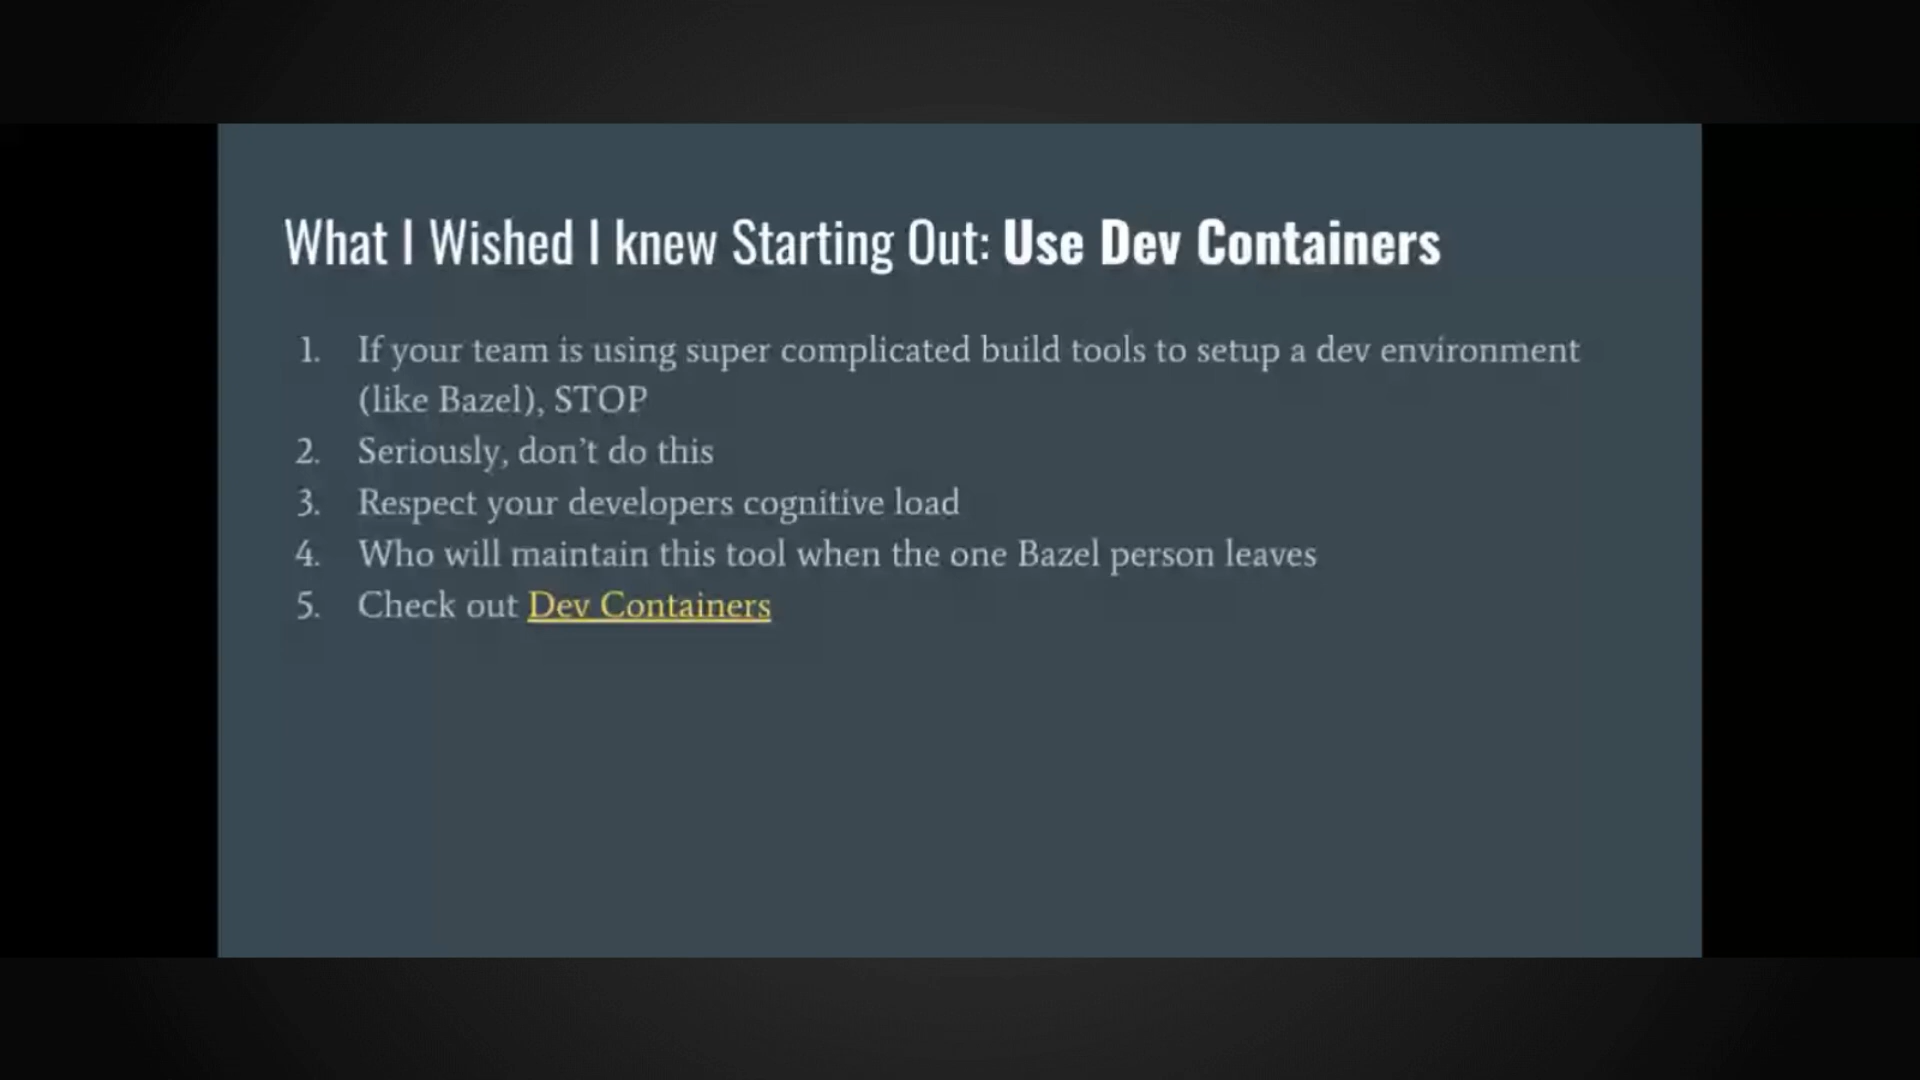 What I Wished I knew Starting Out: Use Dev Containers
1. If your team is using super complicated build tools to setup a dev environment
(like Bazel), STOP
2. Seriously, don’t do this
3. Respect your developers cognitive load
4. Who will maintain this tool when the one Bazel person leaves
5. Check out Dev Containers